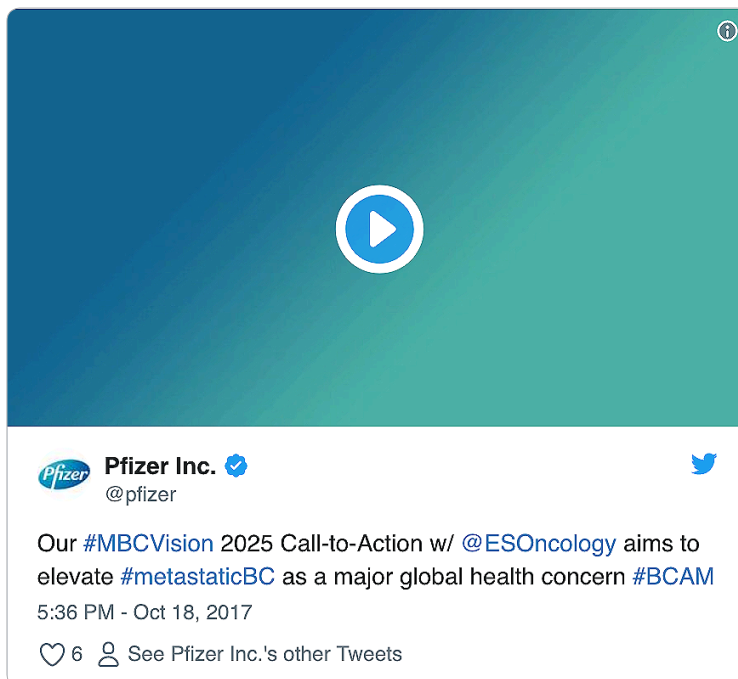 Pfizer
Pfizer Inc.
@pfizer
Our #MBCVision 2025 Call-to-Action w/ @ESOncology aims to
elevate #metastaticBC as a major global health concern #BCAM
5:36 PM - Oct 18, 2017
6 See Pfizer Inc.'s other Tweets